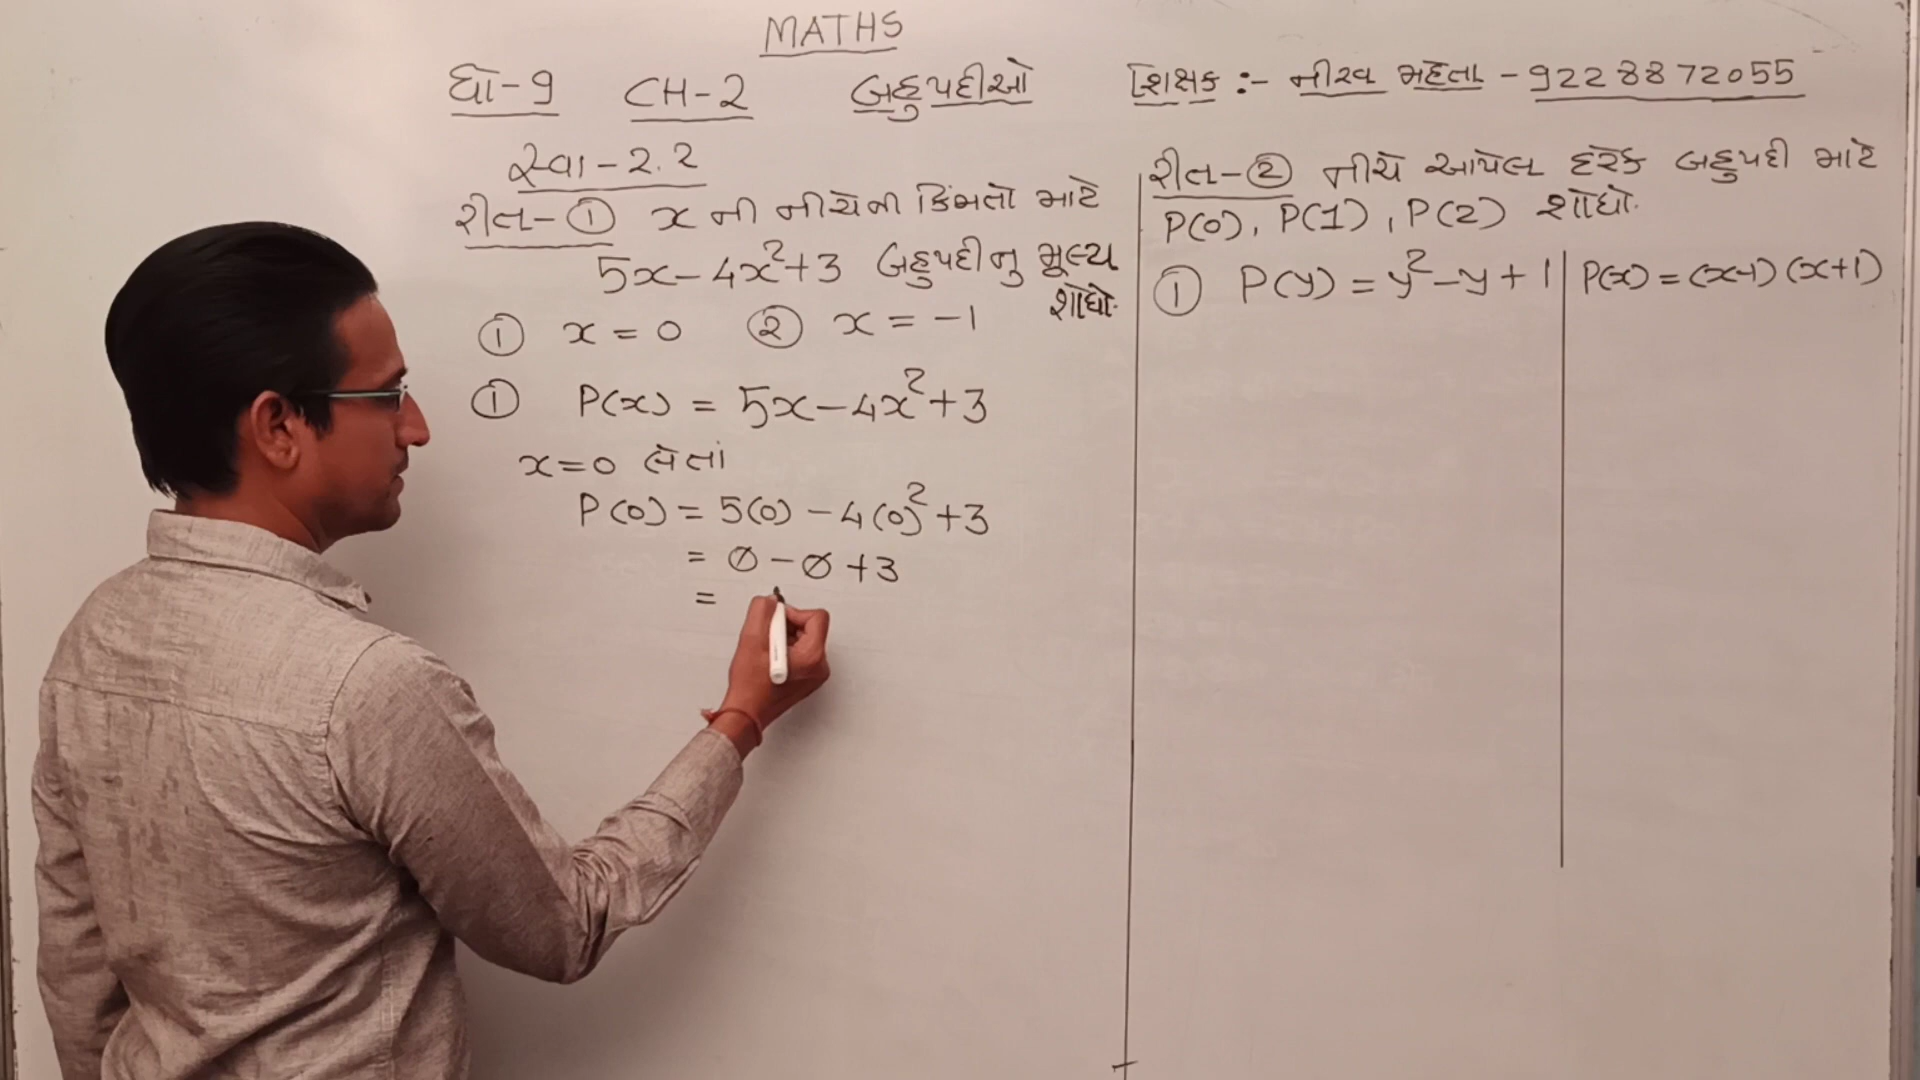 MATHS
ધો-9 CH-2 બહુપદીઓ શિક્ષક :- નીરવ મહેતા - 9228872055
સ્વા-2.2
રીત-① x ની નીચેની કિંમતો માટે
5x-4x²+3 બહુપદીનુ મૂલ્ય
શોધો.
① x = 0 ② x = -1
① P(x) = 5x-4x²+3
x=0 લેતાં
P(0) = 5(0) - 4(0)²+3
= 0 - 0 +3
=
રીત-② નીચે આપેલ દરેક બહુપદી માટે
P(0), P(1), P(2) શોધો.
① P(y) = y²-y+1 P(x) = (x-1)(x+1)